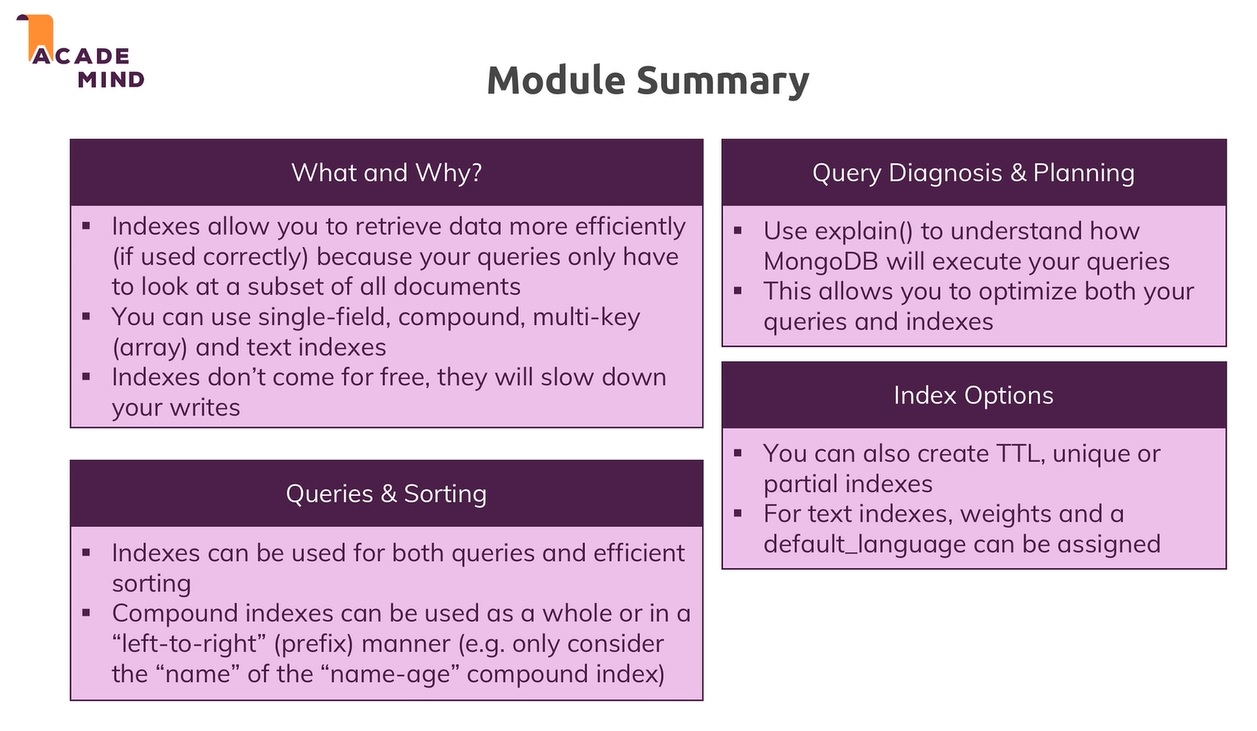 ACADE
MIND
Module Summary
What and Why?
▪ Indexes allow you to retrieve data more efficiently
(if used correctly) because your queries only have
to look at a subset of all documents
▪ You can use single-field, compound, multi-key
(array) and text indexes
▪ Indexes don’t come for free, they will slow down
your writes
Queries & Sorting
▪ Indexes can be used for both queries and efficient
sorting
▪ Compound indexes can be used as a whole or in a
“left-to-right” (prefix) manner (e.g. only consider
the “name” of the “name-age” compound index)
Query Diagnosis & Planning
▪ Use explain() to understand how
MongoDB will execute your queries
▪ This allows you to optimize both your
queries and indexes
Index Options
▪ You can also create TTL, unique or
partial indexes
▪ For text indexes, weights and a
default_language can be assigned